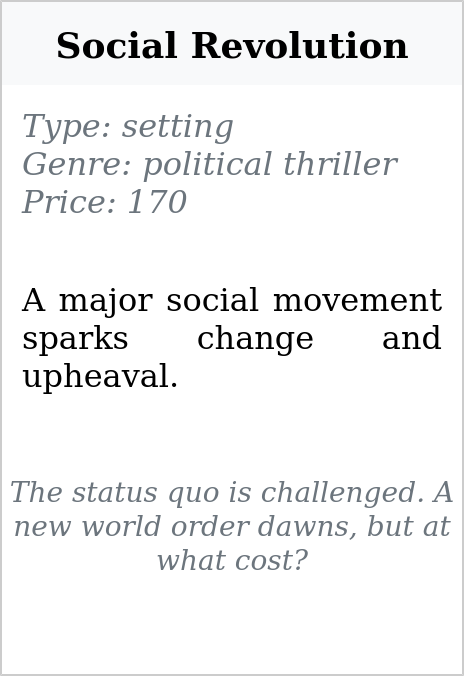 Social Revolution
Type: setting
Genre: political thriller
Price: 170
A major social movement
sparks change and
upheaval.
The status quo is challenged. A
new world order dawns, but at
what cost?